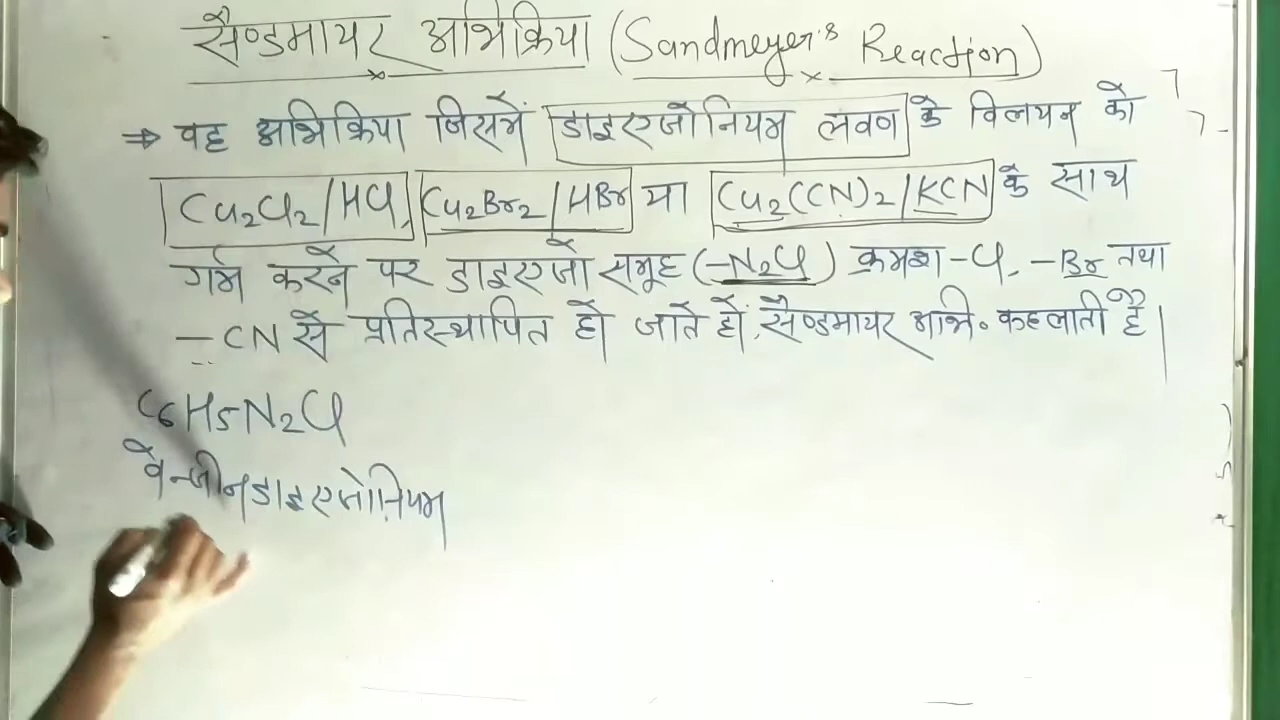 सैण्डमायर अभिक्रिया (Sandmeyer's Reaction)
⇒ वह अभिक्रिया जिसमें डाइएजोनियम लवण के विलयन को
Cu₂Cl₂/HCl, Cu₂Br₂/HBr या Cu₂(CN)₂/KCN के साथ
गर्म करने पर डाइएजो समूह (-N₂Cl) क्रमश -Cl, -Br तथा
-CN से प्रतिस्थापित हो जाते हों, सैण्डमायर अभि० कहलाती है।
C₆H₅N₂Cl
वेन्जीनडाइएजोनियम